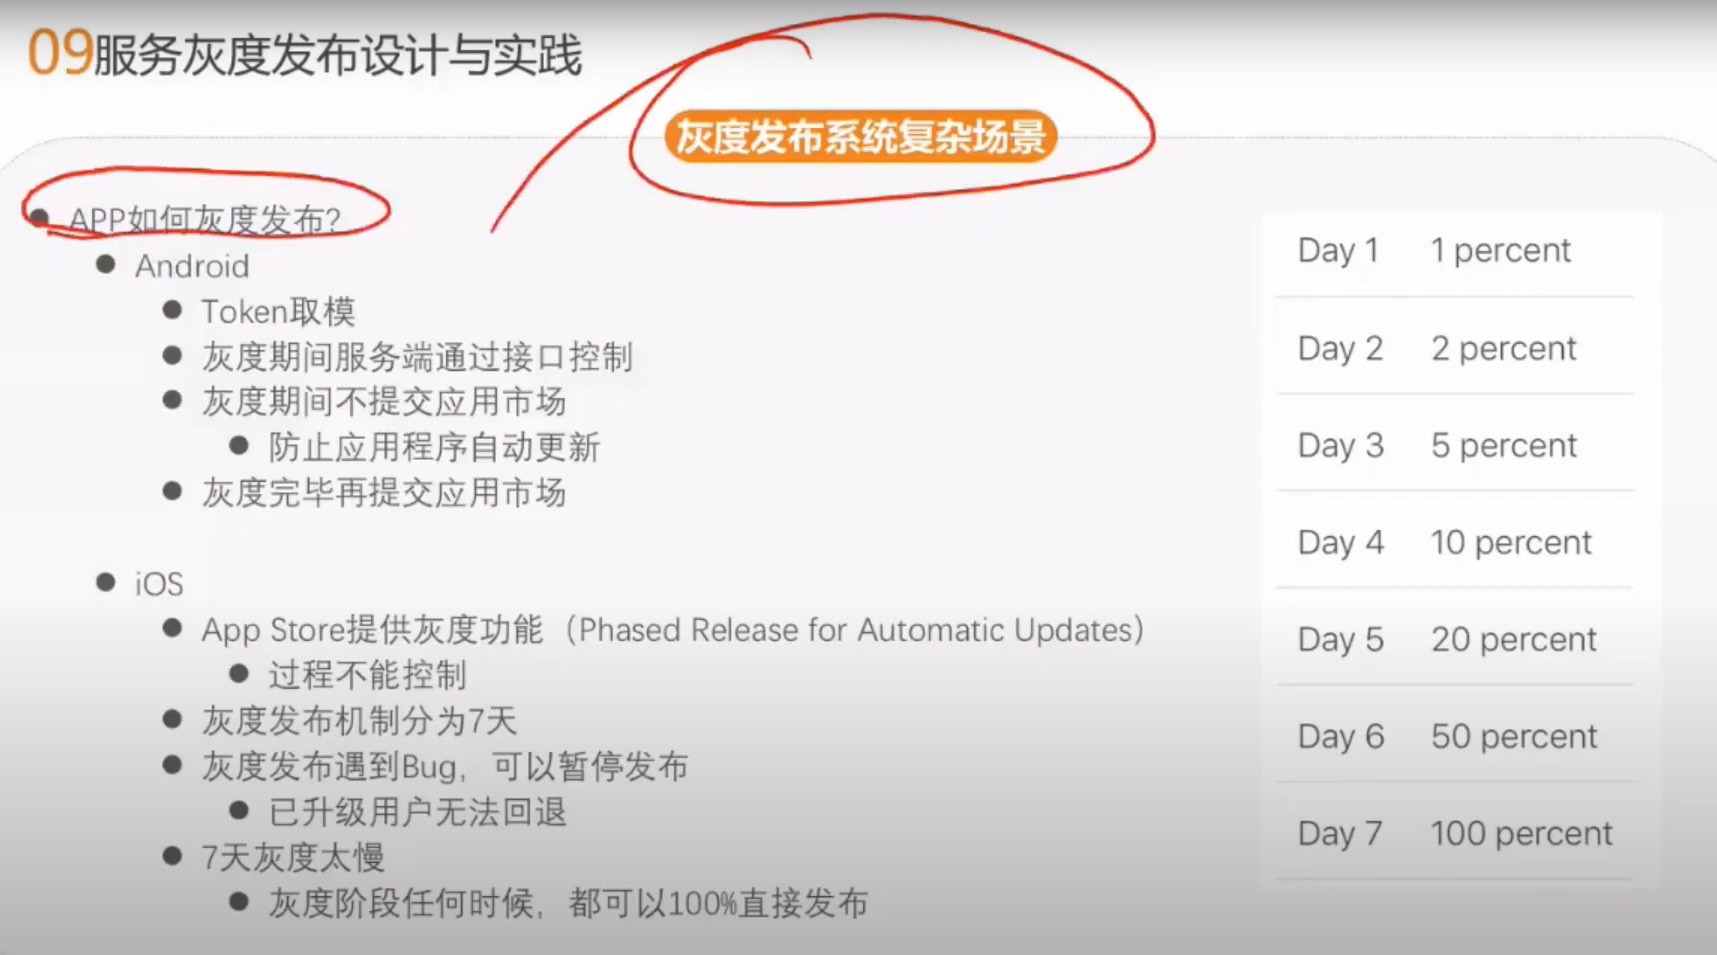 09服务灰度发布设计与实践
灰度发布系统复杂场景
APP如何灰度发布?
Android
Token取模
灰度期间服务端通过接口控制
灰度期间不提交应用市场
防止应用程序自动更新
灰度完毕再提交应用市场
iOS
App Store提供灰度功能（Phased Release for Automatic Updates）
过程不能控制
灰度发布机制分为7天
灰度发布遇到Bug，可以暂停发布
已升级用户无法回退
7天灰度太慢
灰度阶段任何时候，都可以100%直接发布
Day 1 1 percent
Day 2 2 percent
Day 3 5 percent
Day 4 10 percent
Day 5 20 percent
Day 6 50 percent
Day 7 100 percent